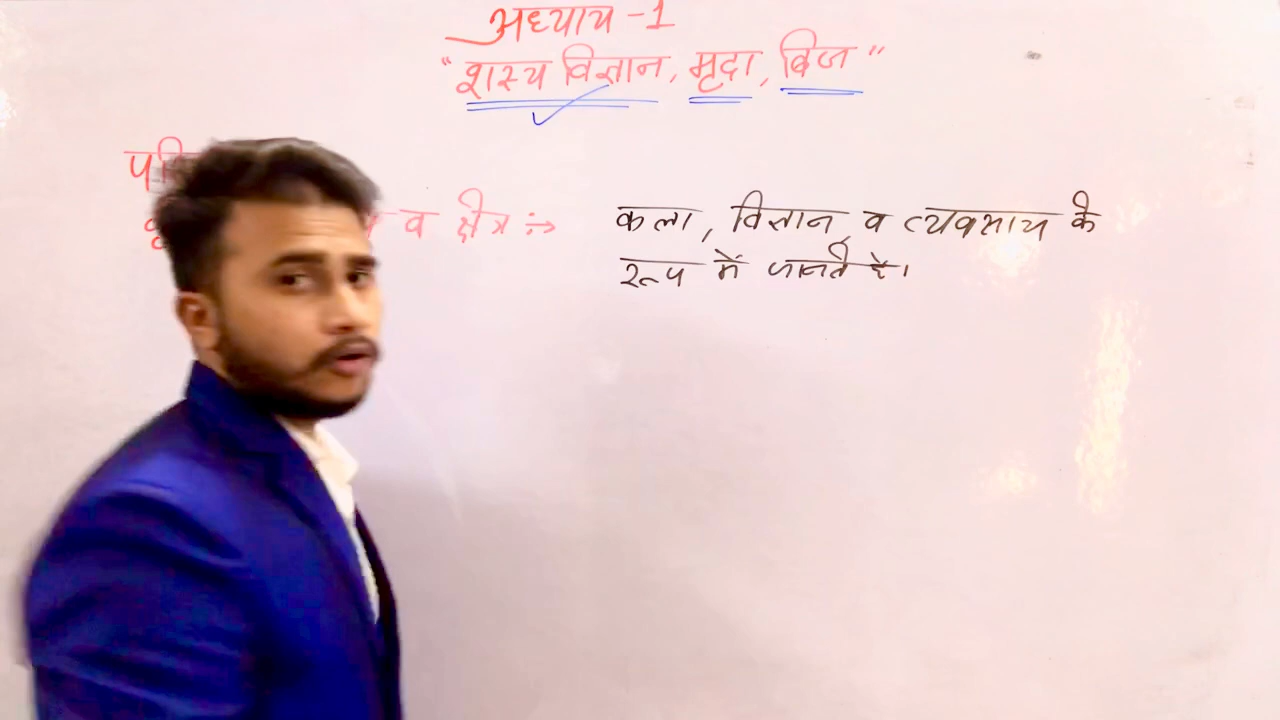 अध्याय -1
"शस्य विज्ञान, मृदा, बिज"
व क्षेत्र :->
कला, विज्ञान व व्यवसाय के
रूप में जानते है।